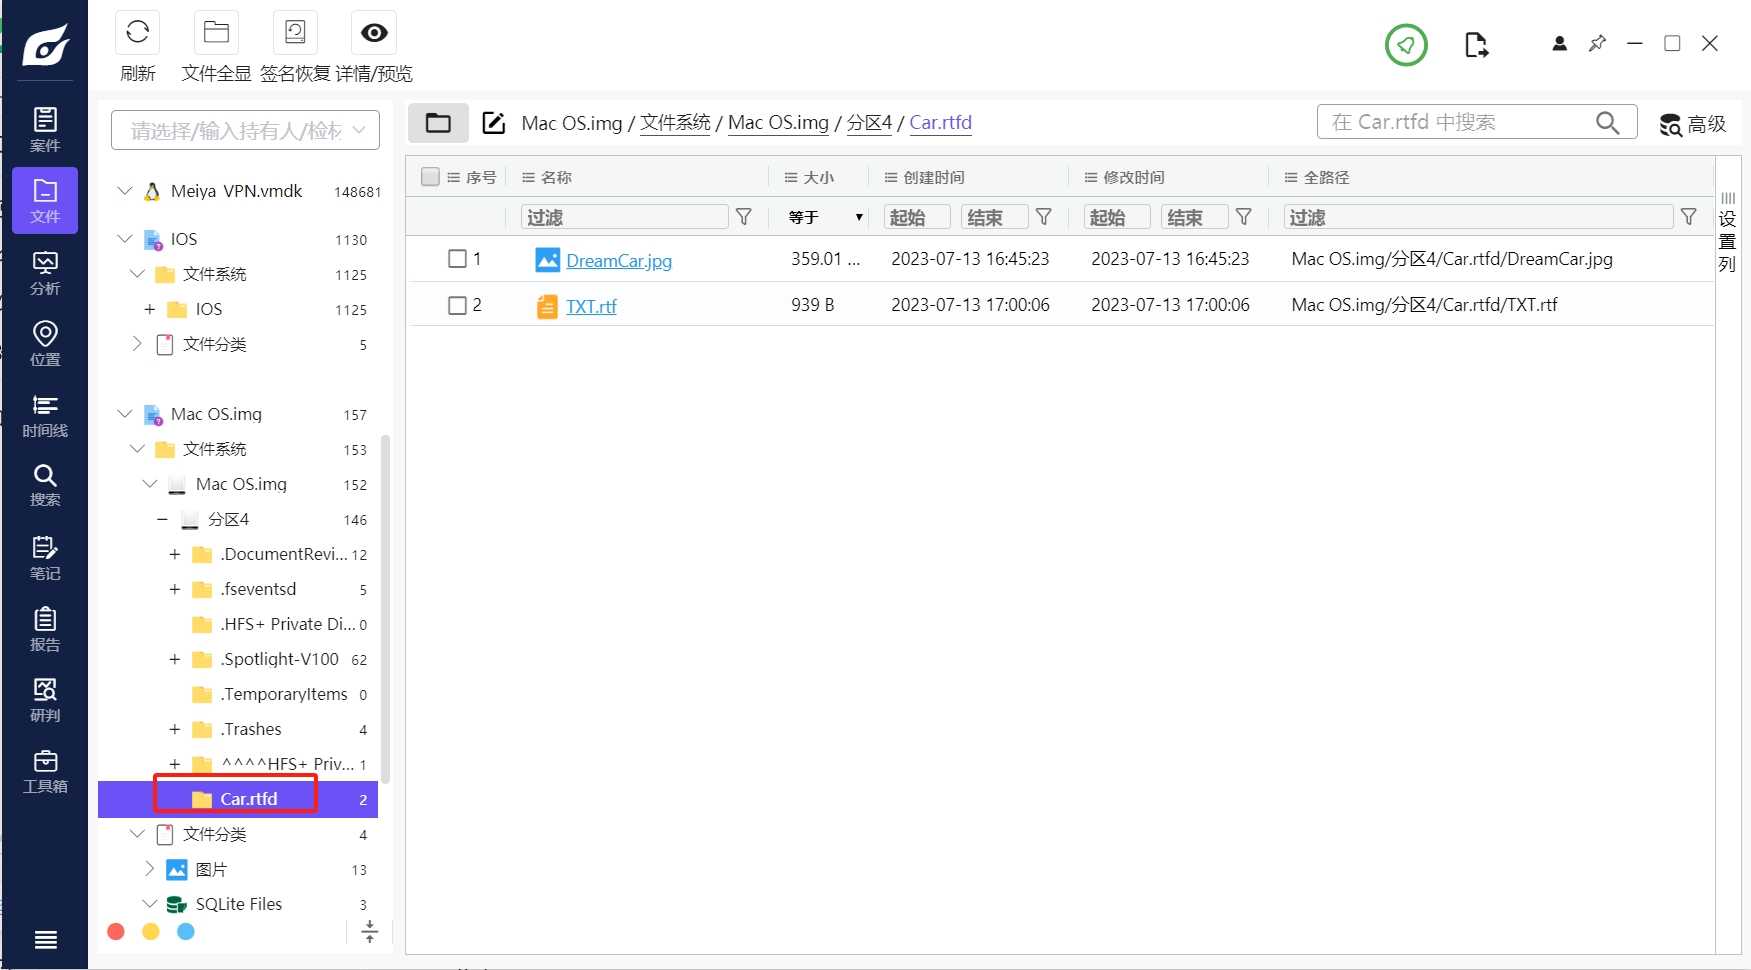 刷新
文件全显
签名恢复
详情/预览
案件
文件
分析
位置
时间线
搜索
笔记
报告
研判
工具箱
请选择/输入持有人/检材
Meiya VPN.vmdk 148681
IOS 1130
文件系统 1125
IOS 1125
文件分类 5
Mac OS.img 157
文件系统 153
Mac OS.img 152
分区4 146
.DocumentRevi... 12
.fseventsd 5
.HFS+ Private Di... 0
.Spotlight-V100 62
.TemporaryItems 0
.Trashes 4
^^^^HFS+ Priv... 1
Car.rtfd 2
文件分类 4
图片 13
SQLite Files 3
Mac OS.img / 文件系统 / Mac OS.img / 分区4 / Car.rtfd
在 Car.rtfd 中搜索
高级
序号 名称 大小 创建时间 修改时间 全路径
过滤 等于 起始 结束 起始 结束 过滤
1 DreamCar.jpg 359.01 ... 2023-07-13 16:45:23 2023-07-13 16:45:23 Mac OS.img/分区4/Car.rtfd/DreamCar.jpg
2 TXT.rtf 939 B 2023-07-13 17:00:06 2023-07-13 17:00:06 Mac OS.img/分区4/Car.rtfd/TXT.rtf
设置列